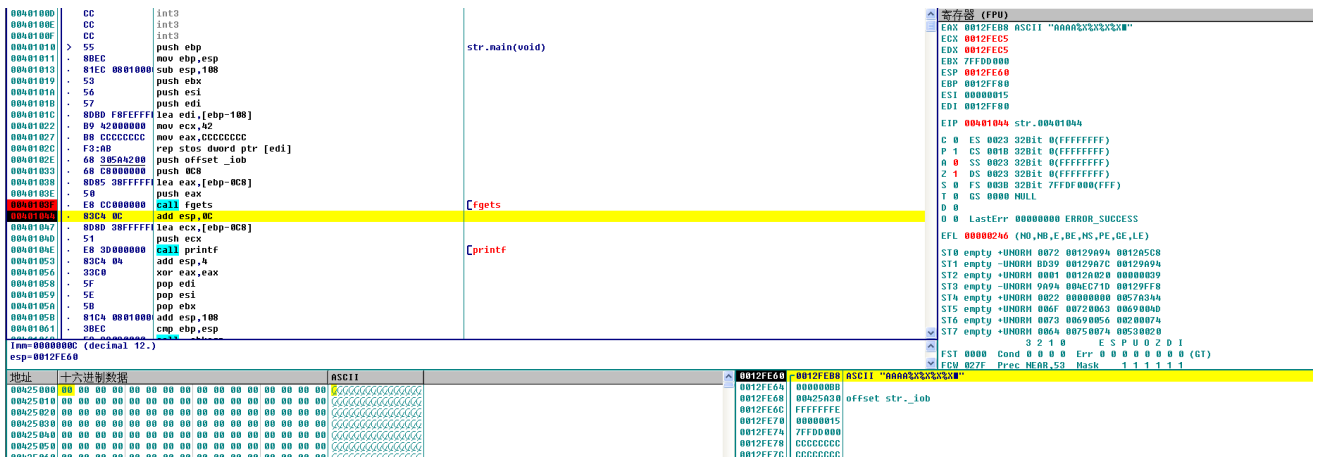 0040100D CC int3
0040100E CC int3
0040100F CC int3
00401010 > 55 push ebp str.main(void)
00401011 . 8BEC mov ebp,esp
00401013 . 81EC 0801000 sub esp,108
00401019 . 53 push ebx
0040101A . 56 push esi
0040101B . 57 push edi
0040101C . 8DBD F8FEFFF lea edi,[ebp-108]
00401022 . B9 42000000 mov ecx,42
00401027 . B8 CCCCCCCC mov eax,CCCCCCCC
0040102C . F3:AB rep stos dword ptr [edi]
0040102E . 68 305A4200 push offset _iob
00401033 . 68 C8000000 push 0C8
00401038 . 8D85 38FFFFF lea eax,[ebp-0C8]
0040103E . 50 push eax
0040103F . E8 CC000000 call fgets fgets
00401044 . 83C4 0C add esp,0C
00401047 . 8D8D 38FFFFF lea ecx,[ebp-0C8]
0040104D . 51 push ecx
0040104E . E8 3D000000 call printf printf
00401053 . 83C4 04 add esp,4
00401056 . 33C0 xor eax,eax
00401058 . 5F pop edi
00401059 . 5E pop esi
0040105A . 5B pop ebx
0040105B . 81C4 0801000 add esp,108
00401061 . 3BEC cmp ebp,esp
Imm=0000000C (decimal 12.)
esp=0012FE60
寄存器 (FPU)
EAX 0012FEB8 ASCII "AAAA%X%X%X%X
ECX 0012FEC5
EDX 0012FEC5
EBX 7FFDD000
ESP 0012FE60
EBP 0012FF80
ESI 00000015
EDI 0012FF80
EIP 00401044 str.00401044
C 0 ES 0023 32Bit 0(FFFFFFFF)
P 1 CS 001B 32Bit 0(FFFFFFFF)
A 0 SS 0023 32Bit 0(FFFFFFFF)
Z 1 DS 0023 32Bit 0(FFFFFFFF)
S 0 FS 003B 32Bit 7FFDF000(FFF)
T 0 GS 0000 NULL
D 0
O 0 LastErr 00000000 ERROR_SUCCESS
EFL 00000246 (NO,NB,E,BE,NS,PE,GE,LE)
ST0 empty +UNORM 0072 00129A94 0012A5C8
ST1 empty -UNORM BD39 00129A7C 00129A94
ST2 empty +UNORM 0001 0012A020 00000039
ST3 empty -UNORM 9A94 004EC71D 00129FF8
ST4 empty +UNORM 0022 00000000 0057A344
ST5 empty +UNORM 006F 00720063 0069004D
ST6 empty +UNORM 0073 00690056 00200074
ST7 empty +UNORM 0064 00750074 00530020
3 2 1 0 E S P U O Z D I
FST 0000 Cond 0 0 0 0 Err 0 0 0 0 0 0 0 0 (GT)
FCW 027F Prec NEAR,53 Mask 1 1 1 1 1 1
地址 十六进制数据 ASCII
00425000 00 00 00 00 00 00 00 00 00 00 00 00 00 00 00 00
00425010 00 00 00 00 00 00 00 00 00 00 00 00 00 00 00 00
00425020 00 00 00 00 00 00 00 00 00 00 00 00 00 00 00 00
00425030 00 00 00 00 00 00 00 00 00 00 00 00 00 00 00 00
00425040 00 00 00 00 00 00 00 00 00 00 00 00 00 00 00 00
00425050 00 00 00 00 00 00 00 00 00 00 00 00 00 00 00 00
0012FE60 0012FEB8 ASCII "AAAA%X%X%X%X
0012FE64 000000BB
0012FE68 00425A30 offset str._iob
0012FE6C FFFFFFFE
0012FE70 00000015
0012FE74 7FFDD000
0012FE78 CCCCCCCC
0012FE7C CCCCCCCC